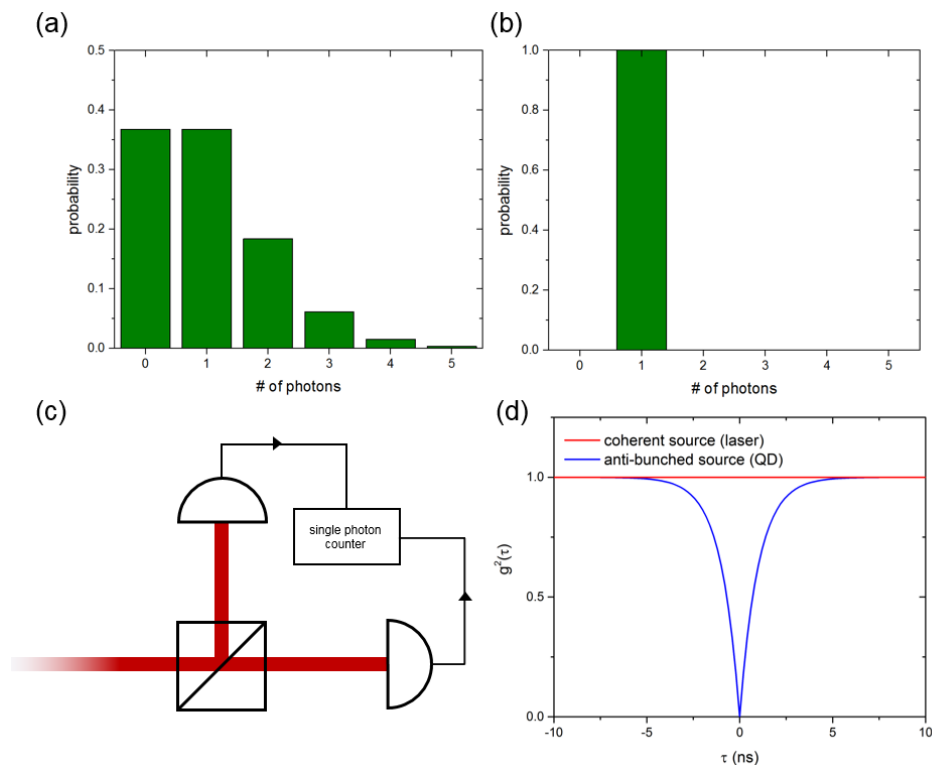 (a)
0.5
0.4
0.3
0.2
0.1
0.0
probability
0 1 2 3 4 5
# of photons
(b)
1.0
0.8
0.6
0.4
0.2
0.0
probability
0 1 2 3 4 5
# of photons
(c)
single photon
counter
(d)
coherent source (laser)
anti-bunched source (QD)
1.0
0.5
0.0
g²(τ)
-10 -5 0 5 10
τ (ns)